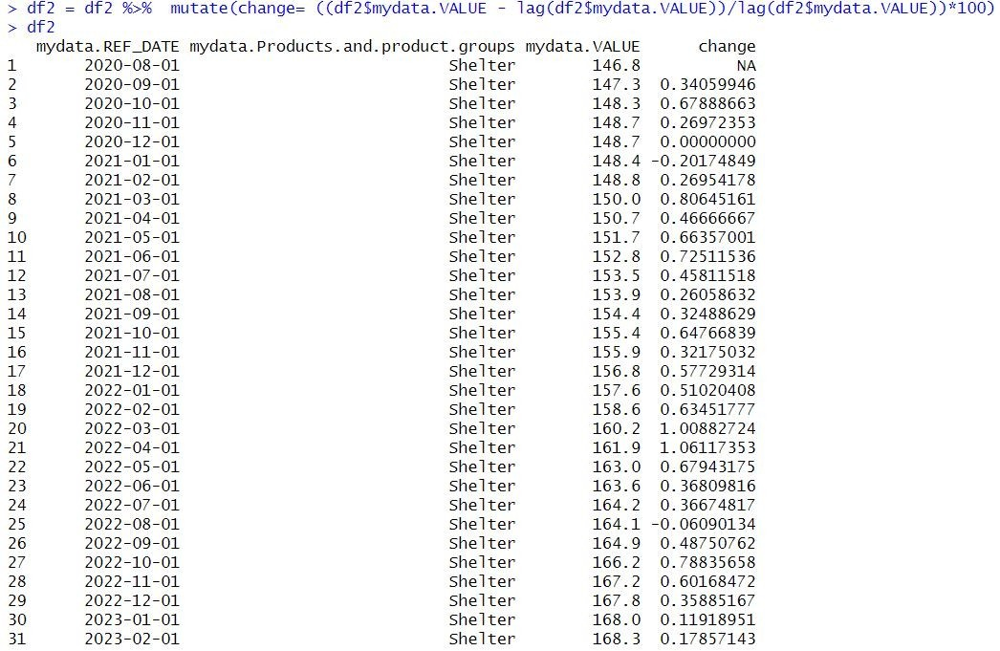 > df2 = df2 %>%  mutate(change= ((df2$mydata.VALUE - lag(df2$mydata.VALUE))/lag(df2$mydata.VALUE))*100)
> df2
   mydata.REF_DATE mydata.Products.and.product.groups mydata.VALUE      change
1       2020-08-01                            Shelter        146.8          NA
2       2020-09-01                            Shelter        147.3  0.34059946
3       2020-10-01                            Shelter        148.3  0.67888663
4       2020-11-01                            Shelter        148.7  0.26972353
5       2020-12-01                            Shelter        148.7  0.00000000
6       2021-01-01                            Shelter        148.4 -0.20174849
7       2021-02-01                            Shelter        148.8  0.26954178
8       2021-03-01                            Shelter        150.0  0.80645161
9       2021-04-01                            Shelter        150.7  0.46666667
10      2021-05-01                            Shelter        151.7  0.66357001
11      2021-06-01                            Shelter        152.8  0.72511536
12      2021-07-01                            Shelter        153.5  0.45811518
13      2021-08-01                            Shelter        153.9  0.26058632
14      2021-09-01                            Shelter        154.4  0.32488629
15      2021-10-01                            Shelter        155.4  0.64766839
16      2021-11-01                            Shelter        155.9  0.32175032
17      2021-12-01                            Shelter        156.8  0.57729314
18      2022-01-01                            Shelter        157.6  0.51020408
19      2022-02-01                            Shelter        158.6  0.63451777
20      2022-03-01                            Shelter        160.2  1.00882724
21      2022-04-01                            Shelter        161.9  1.06117353
22      2022-05-01                            Shelter        163.0  0.67943175
23      2022-06-01                            Shelter        163.6  0.36809816
24      2022-07-01                            Shelter        164.2  0.36674817
25      2022-08-01                            Shelter        164.1 -0.06090134
26      2022-09-01                            Shelter        164.9  0.48750762
27      2022-10-01                            Shelter        166.2  0.78835658
28      2022-11-01                            Shelter        167.2  0.60168472
29      2022-12-01                            Shelter        167.8  0.35885167
30      2023-01-01                            Shelter        168.0  0.11918951
31      2023-02-01                            Shelter        168.3  0.17857143